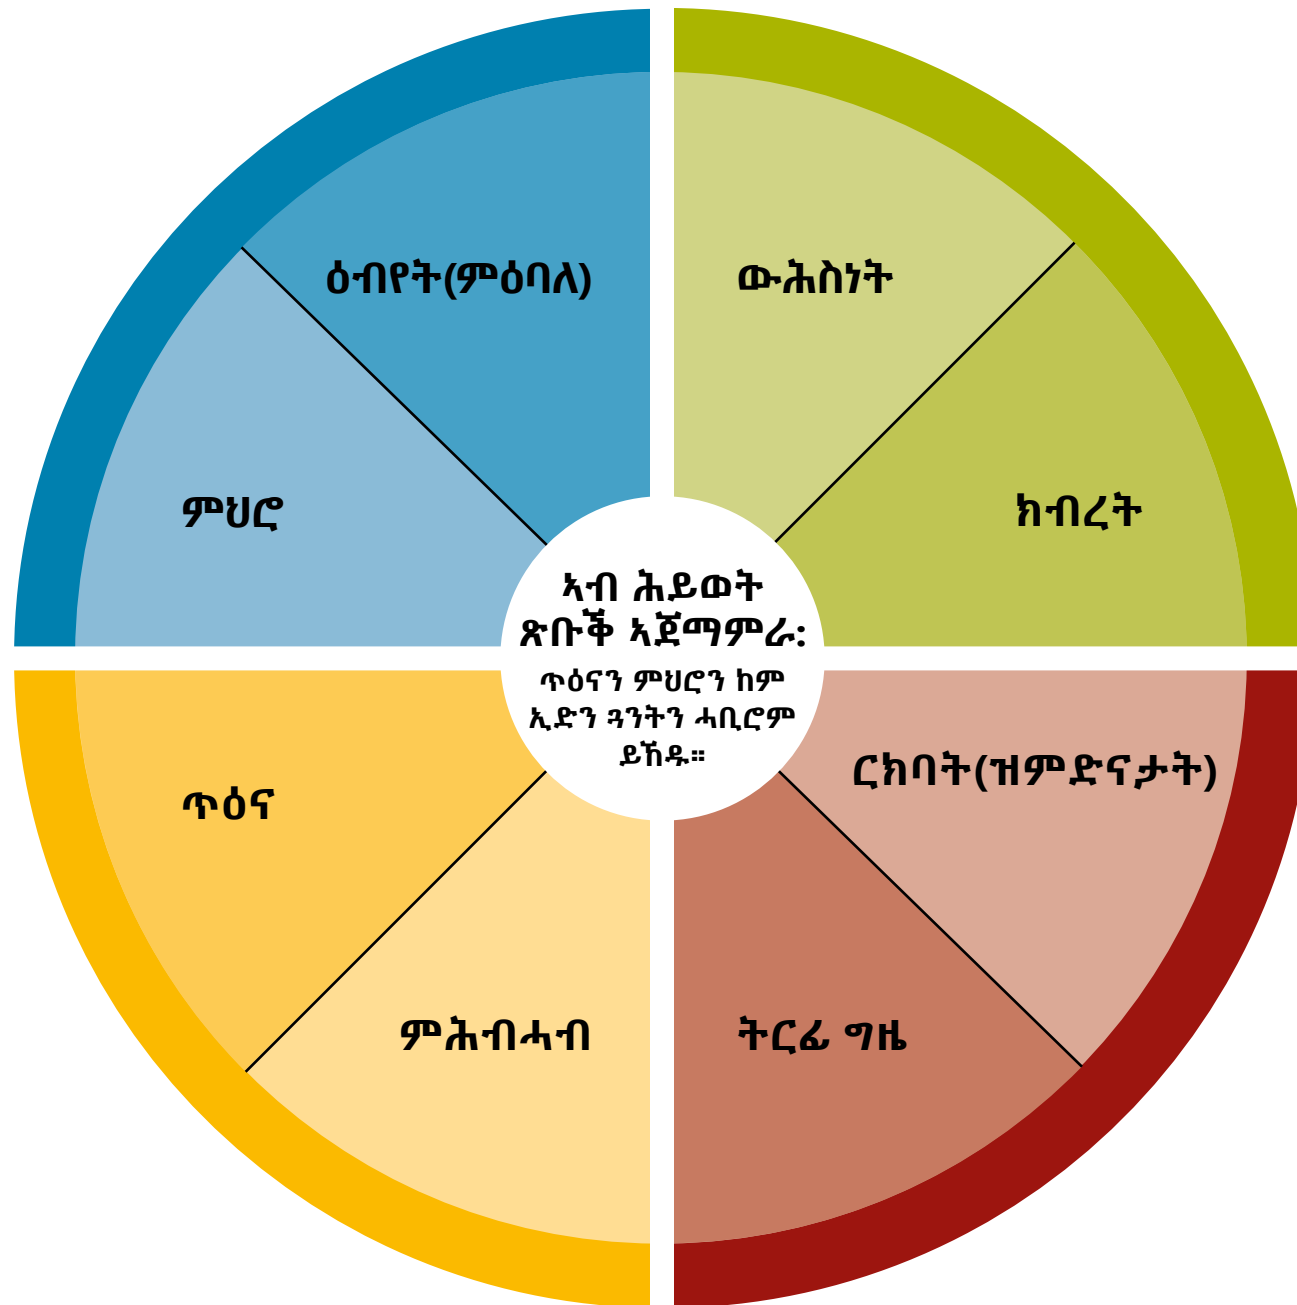 ዕብየት(ምዕባለ)
ውሕስነት
ምህሮ
ክብረት
ኣብ ሕይወት
ጽቡቕ ኣጀማምራ:
ጥዕናን ምህሮን ከም
ኢድን ጓንትን ሓቢሮም
ይኸዱ።
ርክባት(ዝምድናታት)
ጥዕና
ምሕብሓብ
ትርፊ ግዜ